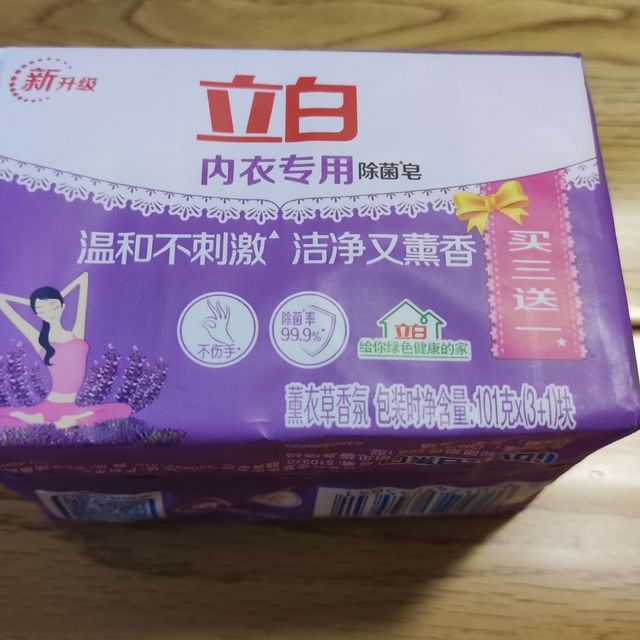 新升级
立白
内衣专用除菌*皂
温和不刺激▲ 洁净又薰香
买三送一★
不伤手▲
除菌*率
99.9%▲
立白
给你绿色健康的家
薰衣草香氛 包装时净含量:101克×(3+1)块